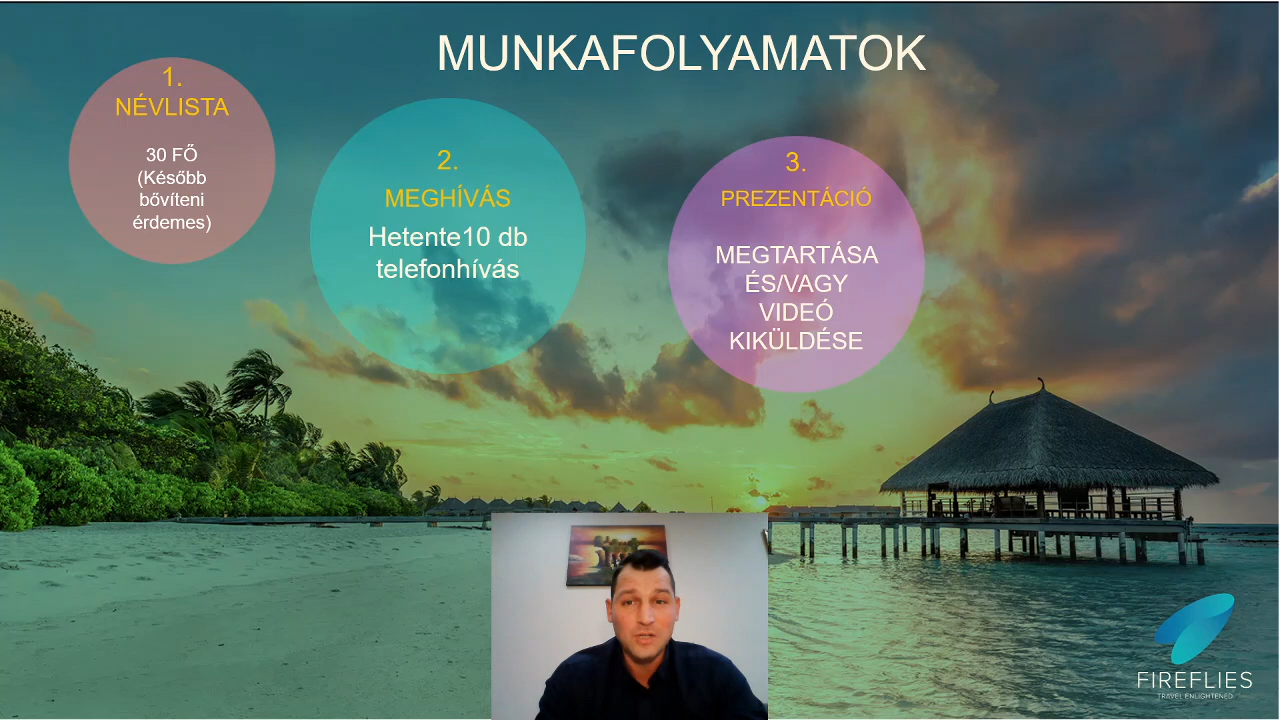 MUNKAFOLYAMATOK
1.
NÉVLISTA
30 FŐ
(Később
bővíteni
érdemes)
2.
MEGHÍVÁS
Hetente10 db
telefonhívás
3.
PREZENTÁCIÓ
MEGTARTÁSA
ÉS/VAGY
VIDEÓ
KIKÜLDÉSE
FIREFLIES
TRAVEL ENLIGHTENED